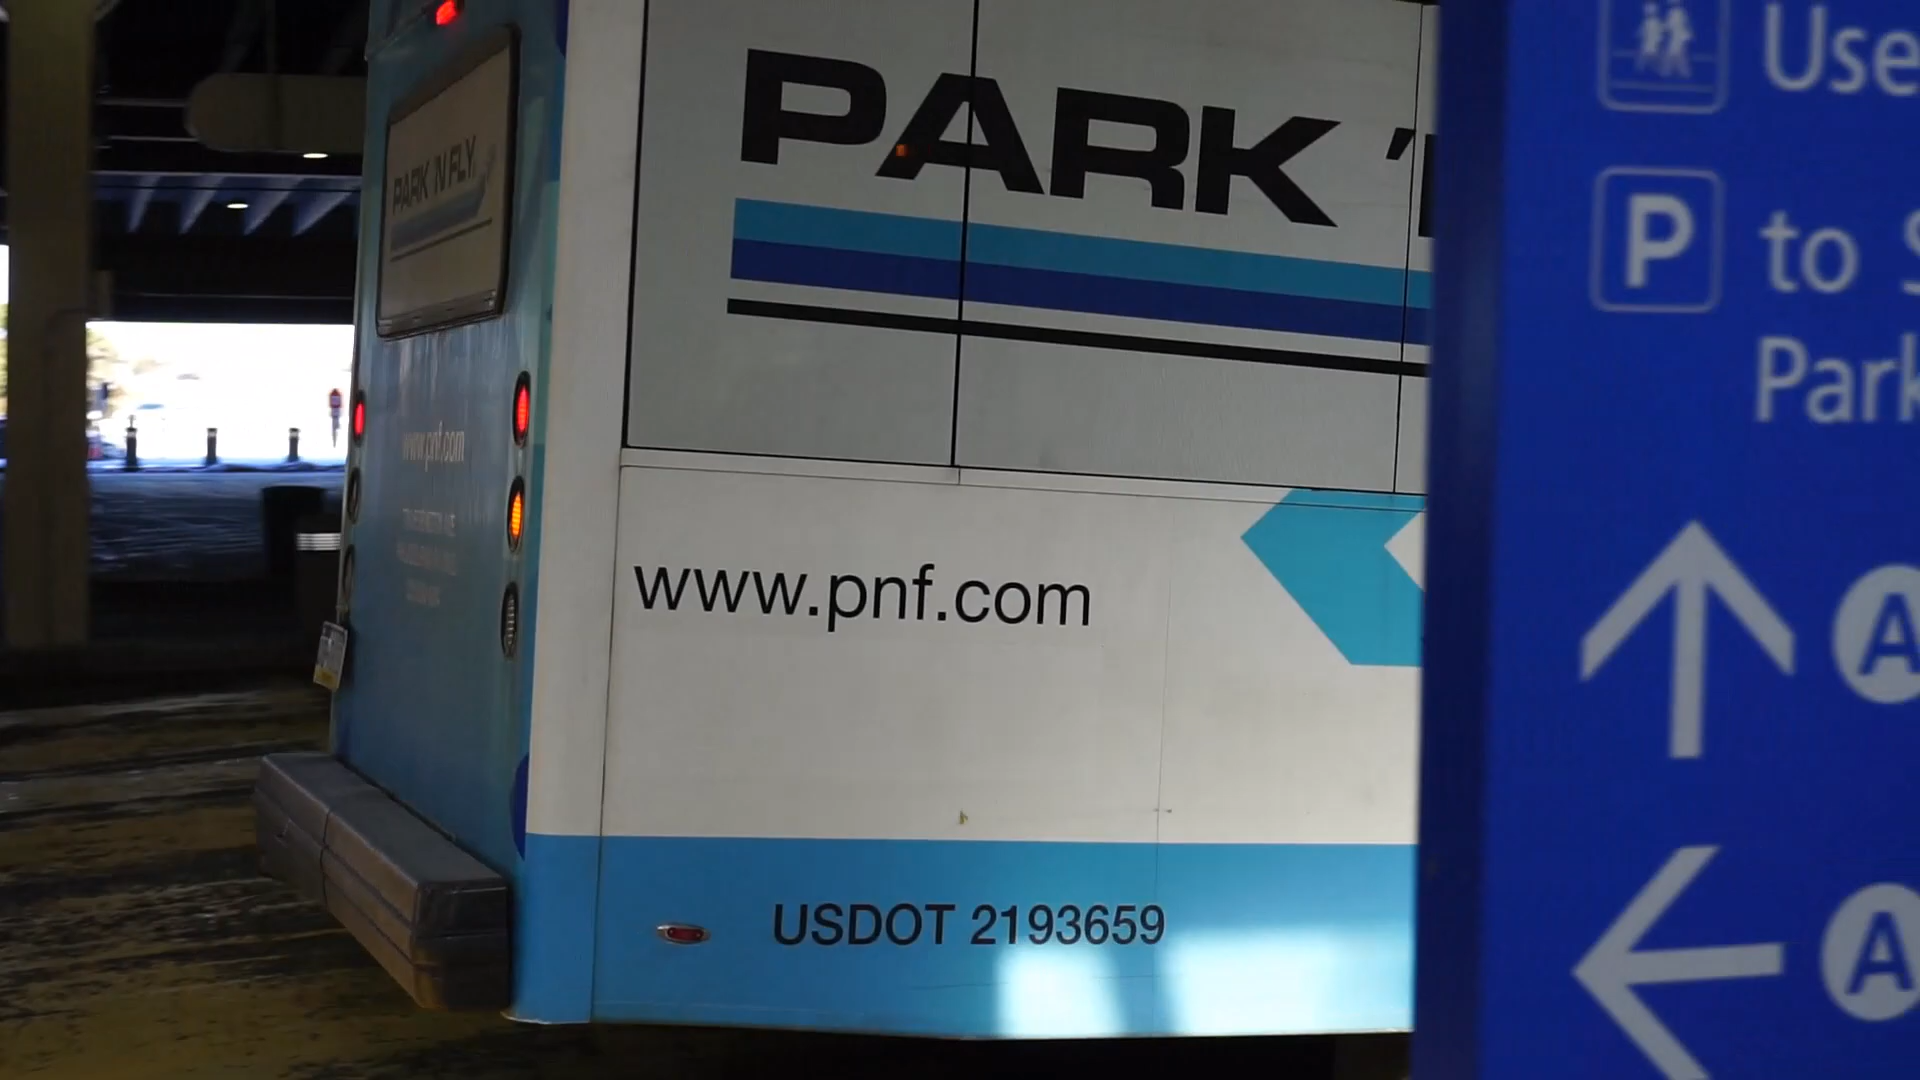 PARK 'N FLY
www.pnf.com
PARK '
www.pnf.com
USDOT 2193659
Use
P
to S
Park
A
A